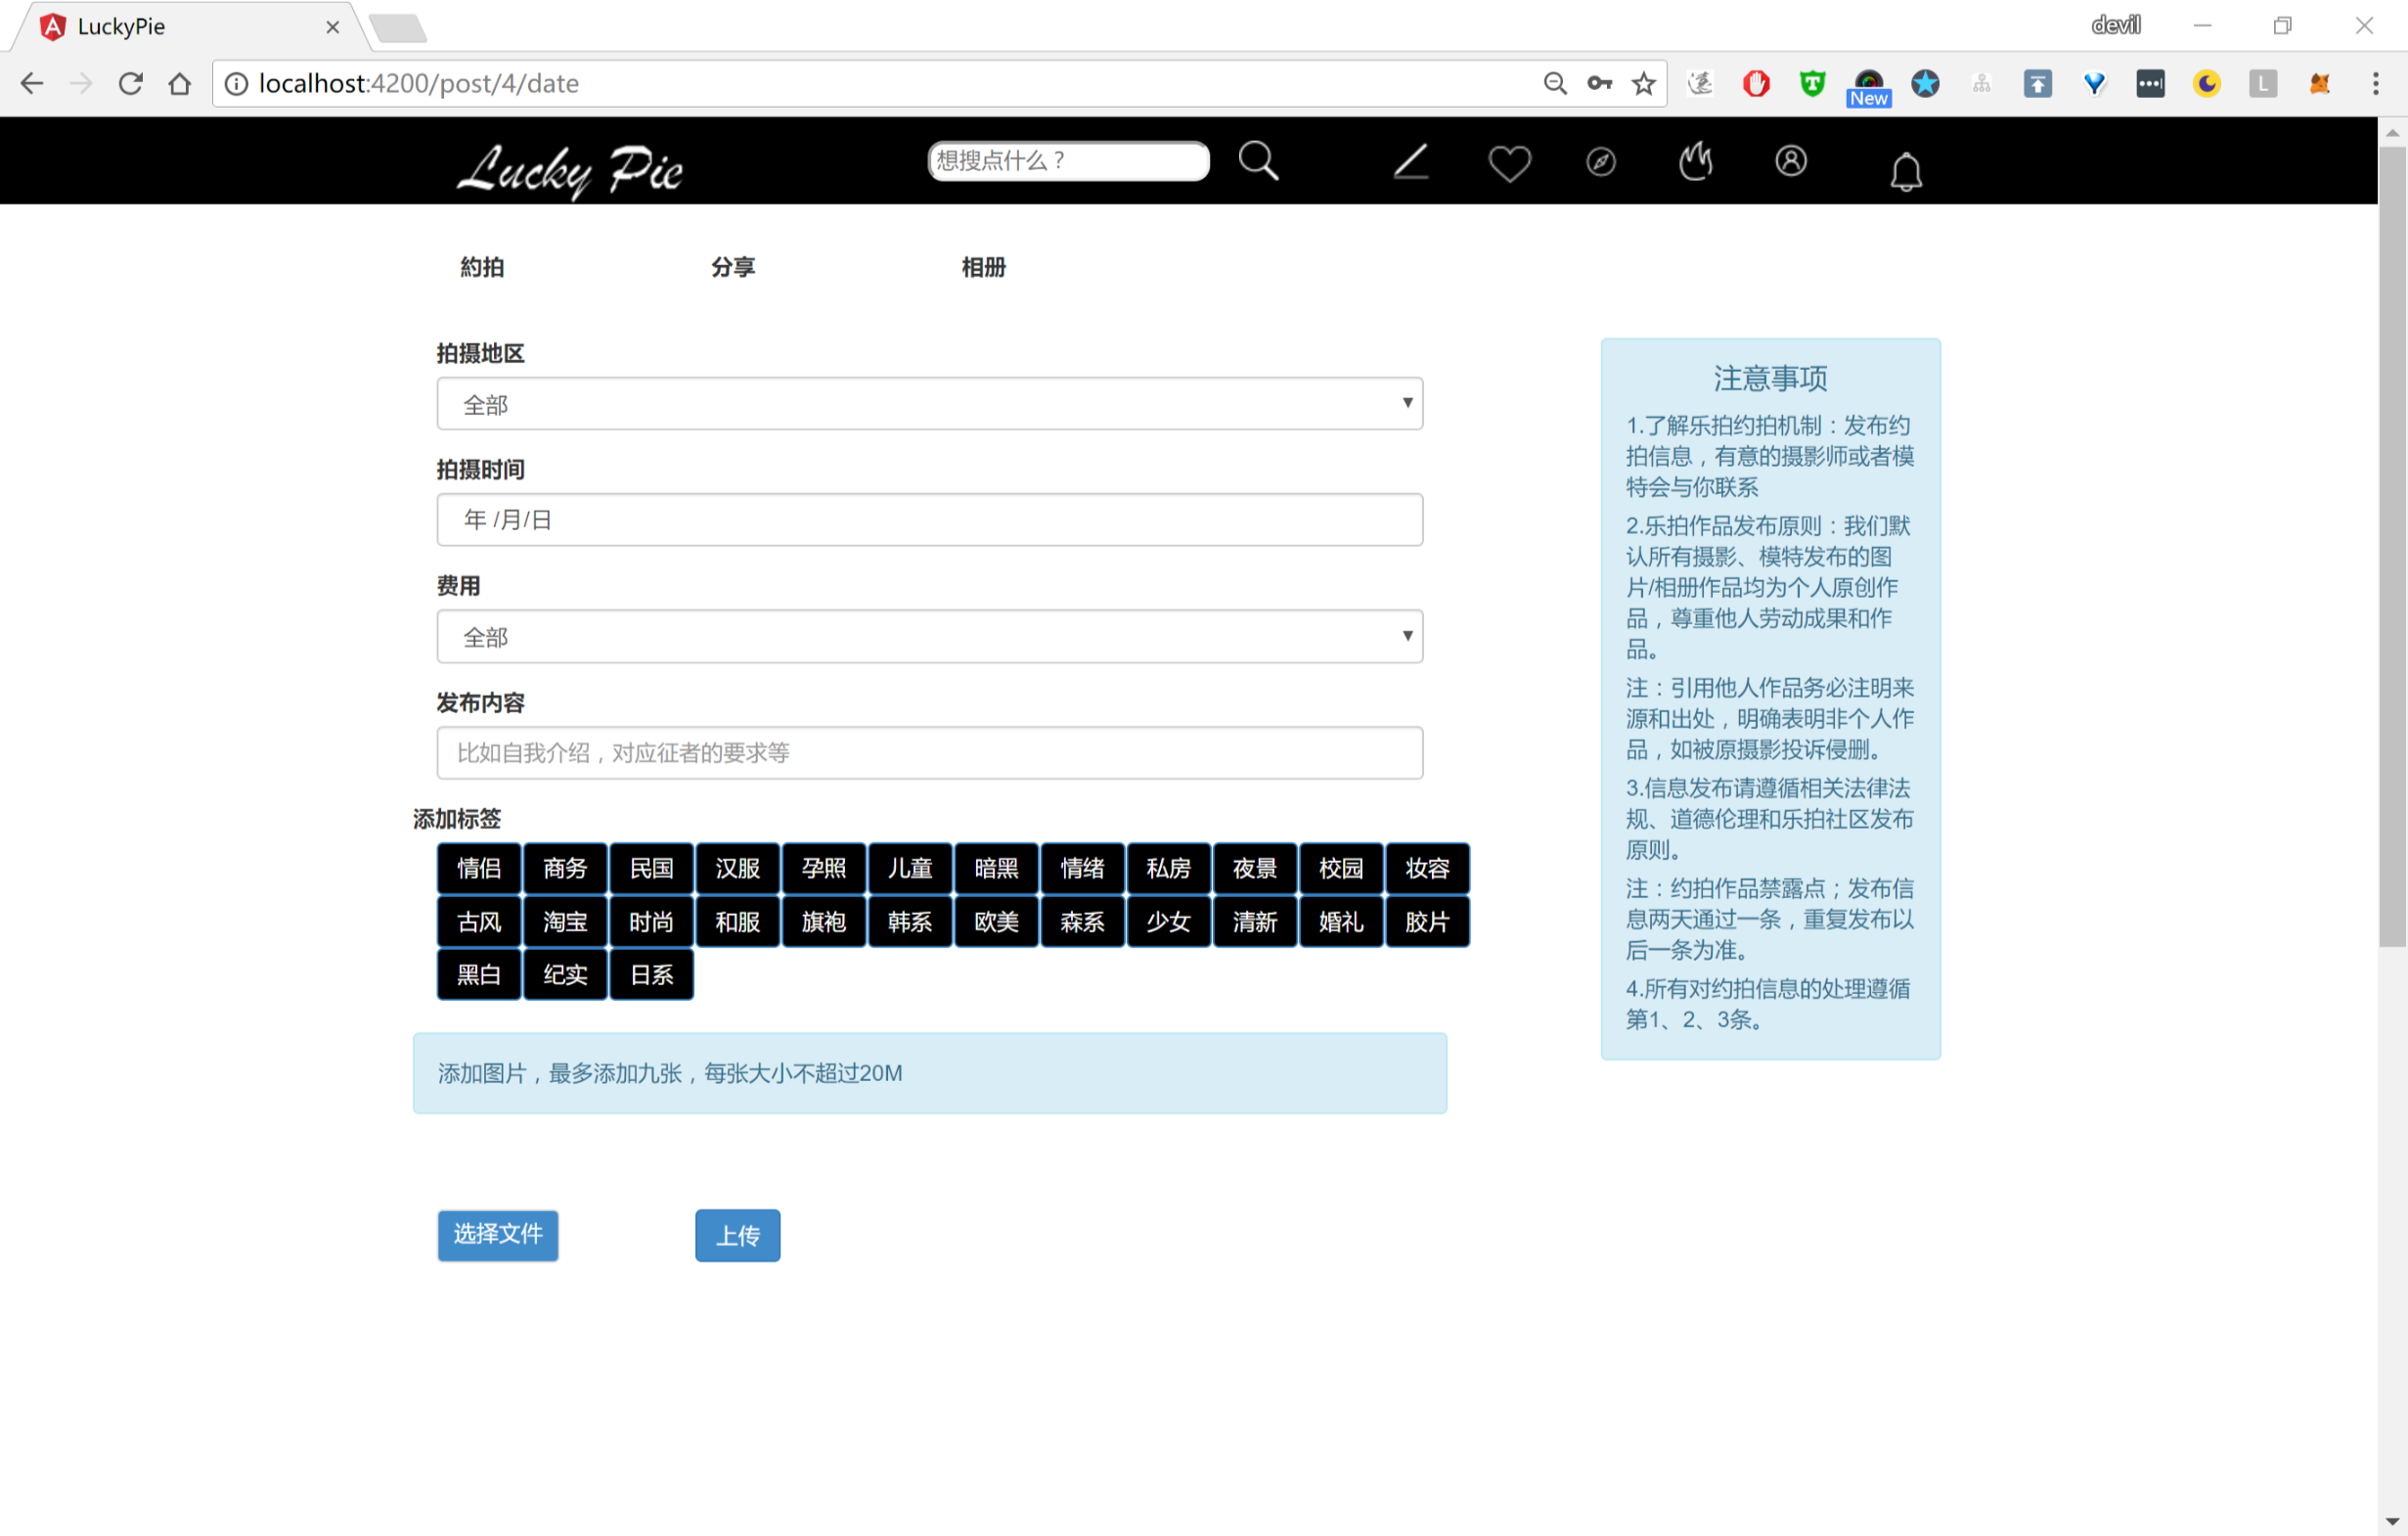 LuckyPie
devil
localhost:4200/post/4/date
New
L
Lucky Pie
想搜点什么？
約拍 分享 相册
拍摄地区
全部
拍摄时间
年 /月/日
费用
全部
发布内容
比如自我介绍，对应征者的要求等
添加标签
情侣 商务 民国 汉服 孕照 儿童 暗黑 情绪 私房 夜景 校园 妆容
古风 淘宝 时尚 和服 旗袍 韩系 欧美 森系 少女 清新 婚礼 胶片
黑白 纪实 日系
添加图片，最多添加九张，每张大小不超过20M
选择文件 上传
注意事项
1.了解乐拍约拍机制：发布约
拍信息，有意的摄影师或者模
特会与你联系
2.乐拍作品发布原则：我们默
认所有摄影、模特发布的图
片/相册作品均为个人原创作
品，尊重他人劳动成果和作
品。
注：引用他人作品务必注明来
源和出处，明确表明非个人作
品，如被原摄影投诉侵删。
3.信息发布请遵循相关法律法
规、道德伦理和乐拍社区发布
原则。
注：约拍作品禁露点；发布信
息两天通过一条，重复发布以
后一条为准。
4.所有对约拍信息的处理遵循
第1、2、3条。